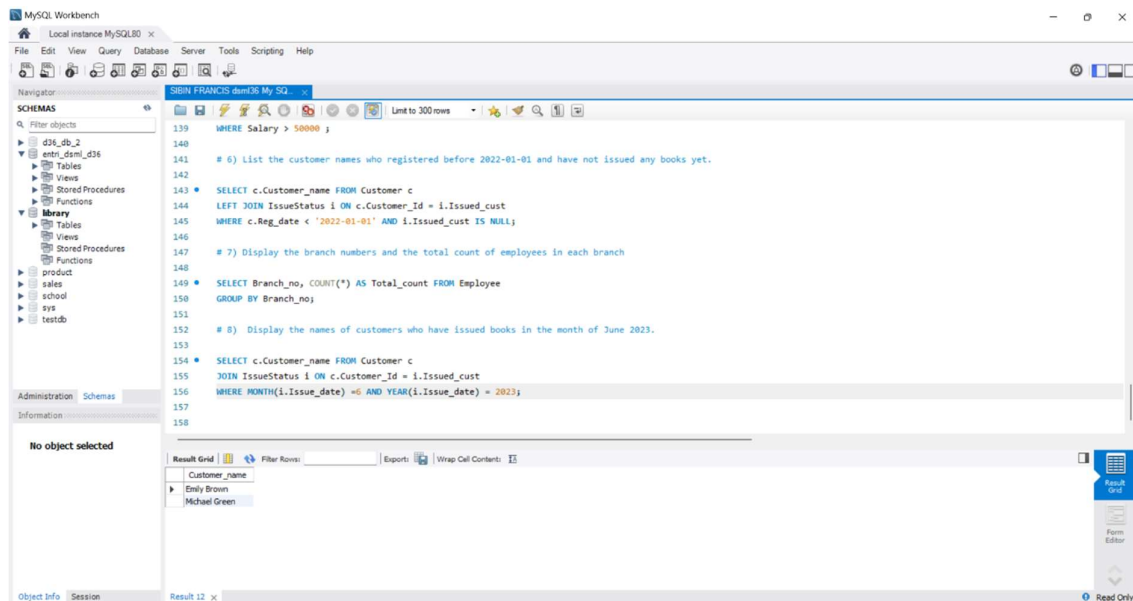 MySQL Workbench
Local instance MySQL80 ×
File Edit View Query Database Server Tools Scripting Help
Navigator
SCHEMAS
Filter objects
d36_db_2
entri_dsml_d36
Tables
Views
Stored Procedures
Functions
library
Tables
Views
Stored Procedures
Functions
product
sales
school
sys
testdb
Administration Schemas
Information
No object selected
Object Info Session
SIBIN FRANCIS dsml36 My SQ... ×
Limit to 300 rows
139 WHERE Salary > 50000 ;
140
141 # 6) List the customer names who registered before 2022-01-01 and have not issued any books yet.
142
143 SELECT c.Customer_name FROM Customer c
144 LEFT JOIN IssueStatus i ON c.Customer_Id = i.Issued_cust
145 WHERE c.Reg_date < '2022-01-01' AND i.Issued_cust IS NULL;
146
147 # 7) Display the branch numbers and the total count of employees in each branch
148
149 SELECT Branch_no, COUNT(*) AS Total_count FROM Employee
150 GROUP BY Branch_no;
151
152 # 8)  Display the names of customers who have issued books in the month of June 2023.
153
154 SELECT c.Customer_name FROM Customer c
155 JOIN IssueStatus i ON c.Customer_Id = i.Issued_cust
156 WHERE MONTH(i.Issue_date) =6 AND YEAR(i.Issue_date) = 2023;
157
158
Result Grid Filter Rows: Export: Wrap Cell Content:
Customer_name
Emily Brown
Michael Green
Result
Grid
Form
Editor
Result 12 ×
Read Only